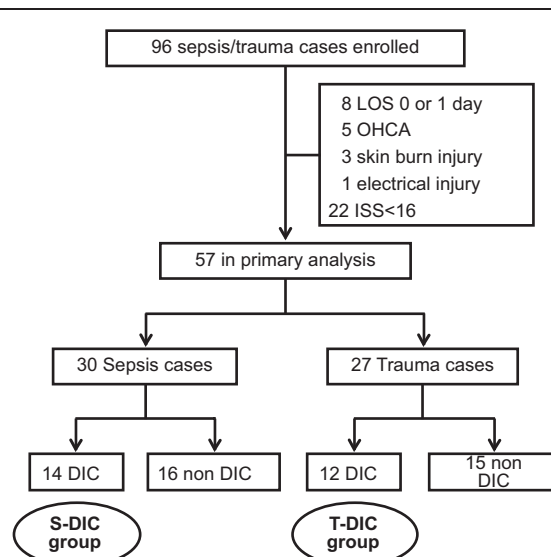 96 sepsis/trauma cases enrolled
8 LOS 0 or 1 day
5 OHCA
3 skin burn injury
1 electrical injury
22 ISS<16
57 in primary analysis
30 Sepsis cases
27 Trauma cases
14 DIC
16 non DIC
12 DIC
15 non
DIC
S-DIC
group
T-DIC
group